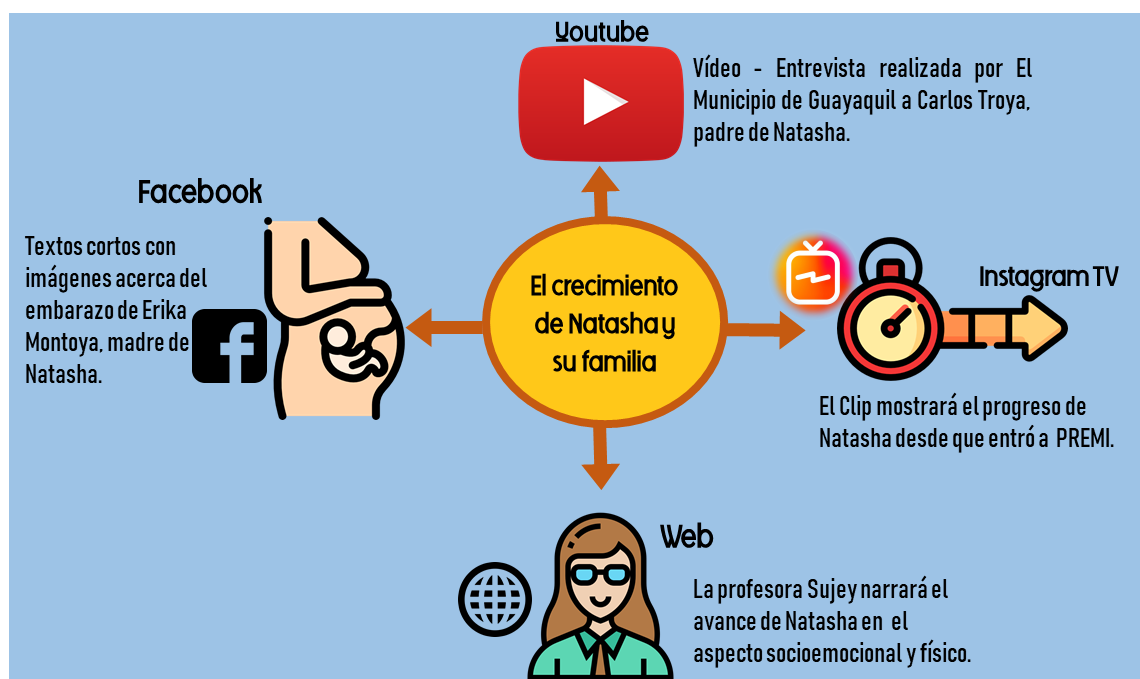 Youtube
Vídeo - Entrevista realizada por El
Municipio de Guayaquil a Carlos Troya,
padre de Natasha.
Facebook
Textos cortos con
imágenes acerca del
embarazo de Erika
Montoya, madre de
Natasha.
El crecimiento
de Natasha y
su familia
Instagram TV
El Clip mostrará el progreso de
Natasha desde que entró a PREMI.
Web
La profesora Sujey narrará el
avance de Natasha en el
aspecto socioemocional y físico.